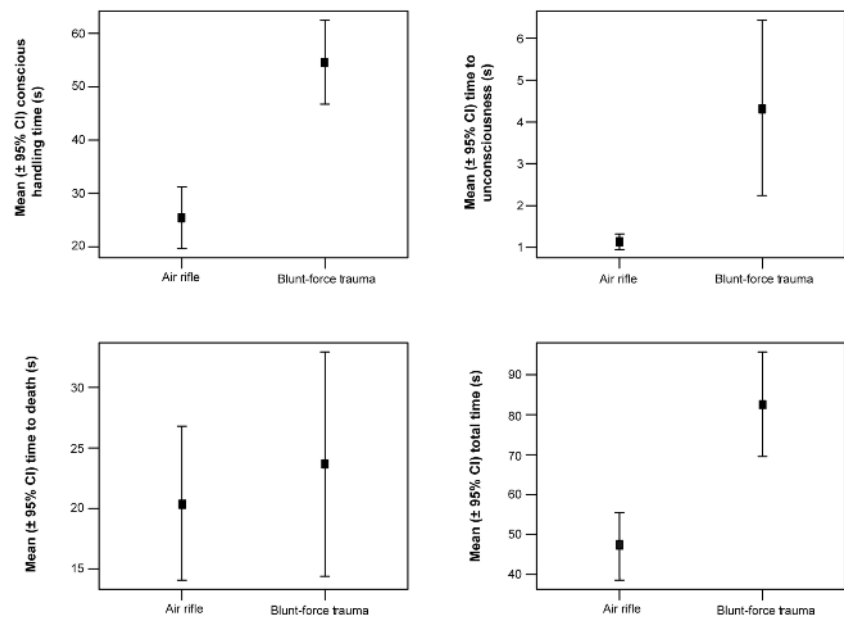 Mean (± 95% CI) conscious
handling time (s)
60
50
40
30
20
Air rifle
Blunt-force trauma
Mean (± 95% CI) time to
unconsciousness (s)
6
5
4
3
2
1
Air rifle
Blunt-force trauma
Mean (± 95% CI) time to death (s)
30
25
20
15
Air rifle
Blunt-force trauma
Mean (± 95% CI) total time (s)
90
80
70
60
50
40
Air rifle
Blunt-force trauma